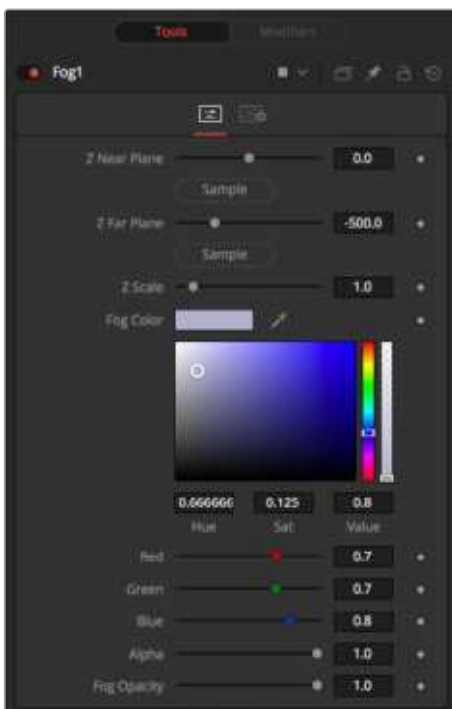 Tools Modifiers
Fog1
Z Near Plane 0.0
Sample
Z Far Plane -500.0
Sample
Z Scale 1.0
Fog Color
0.666666 0.125 0.8
Hue Sat Value
Red 0.7
Green 0.7
Blue 0.8
Alpha 1.0
Fog Opacity 1.0